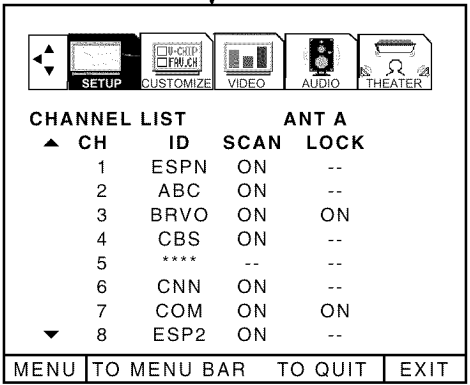 V-CHIP
FAV.CH
SETUP CUSTOMIZE VIDEO AUDIO THEATER
CHANNEL LIST ANT A
CH ID SCAN LOCK
1 ESPN ON --
2 ABC ON --
3 BRVO ON ON
4 CBS ON --
5 **** -- --
6 CNN ON --
7 COM ON ON
8 ESP2 ON --
MENU TO MENU BAR TO QUIT EXIT